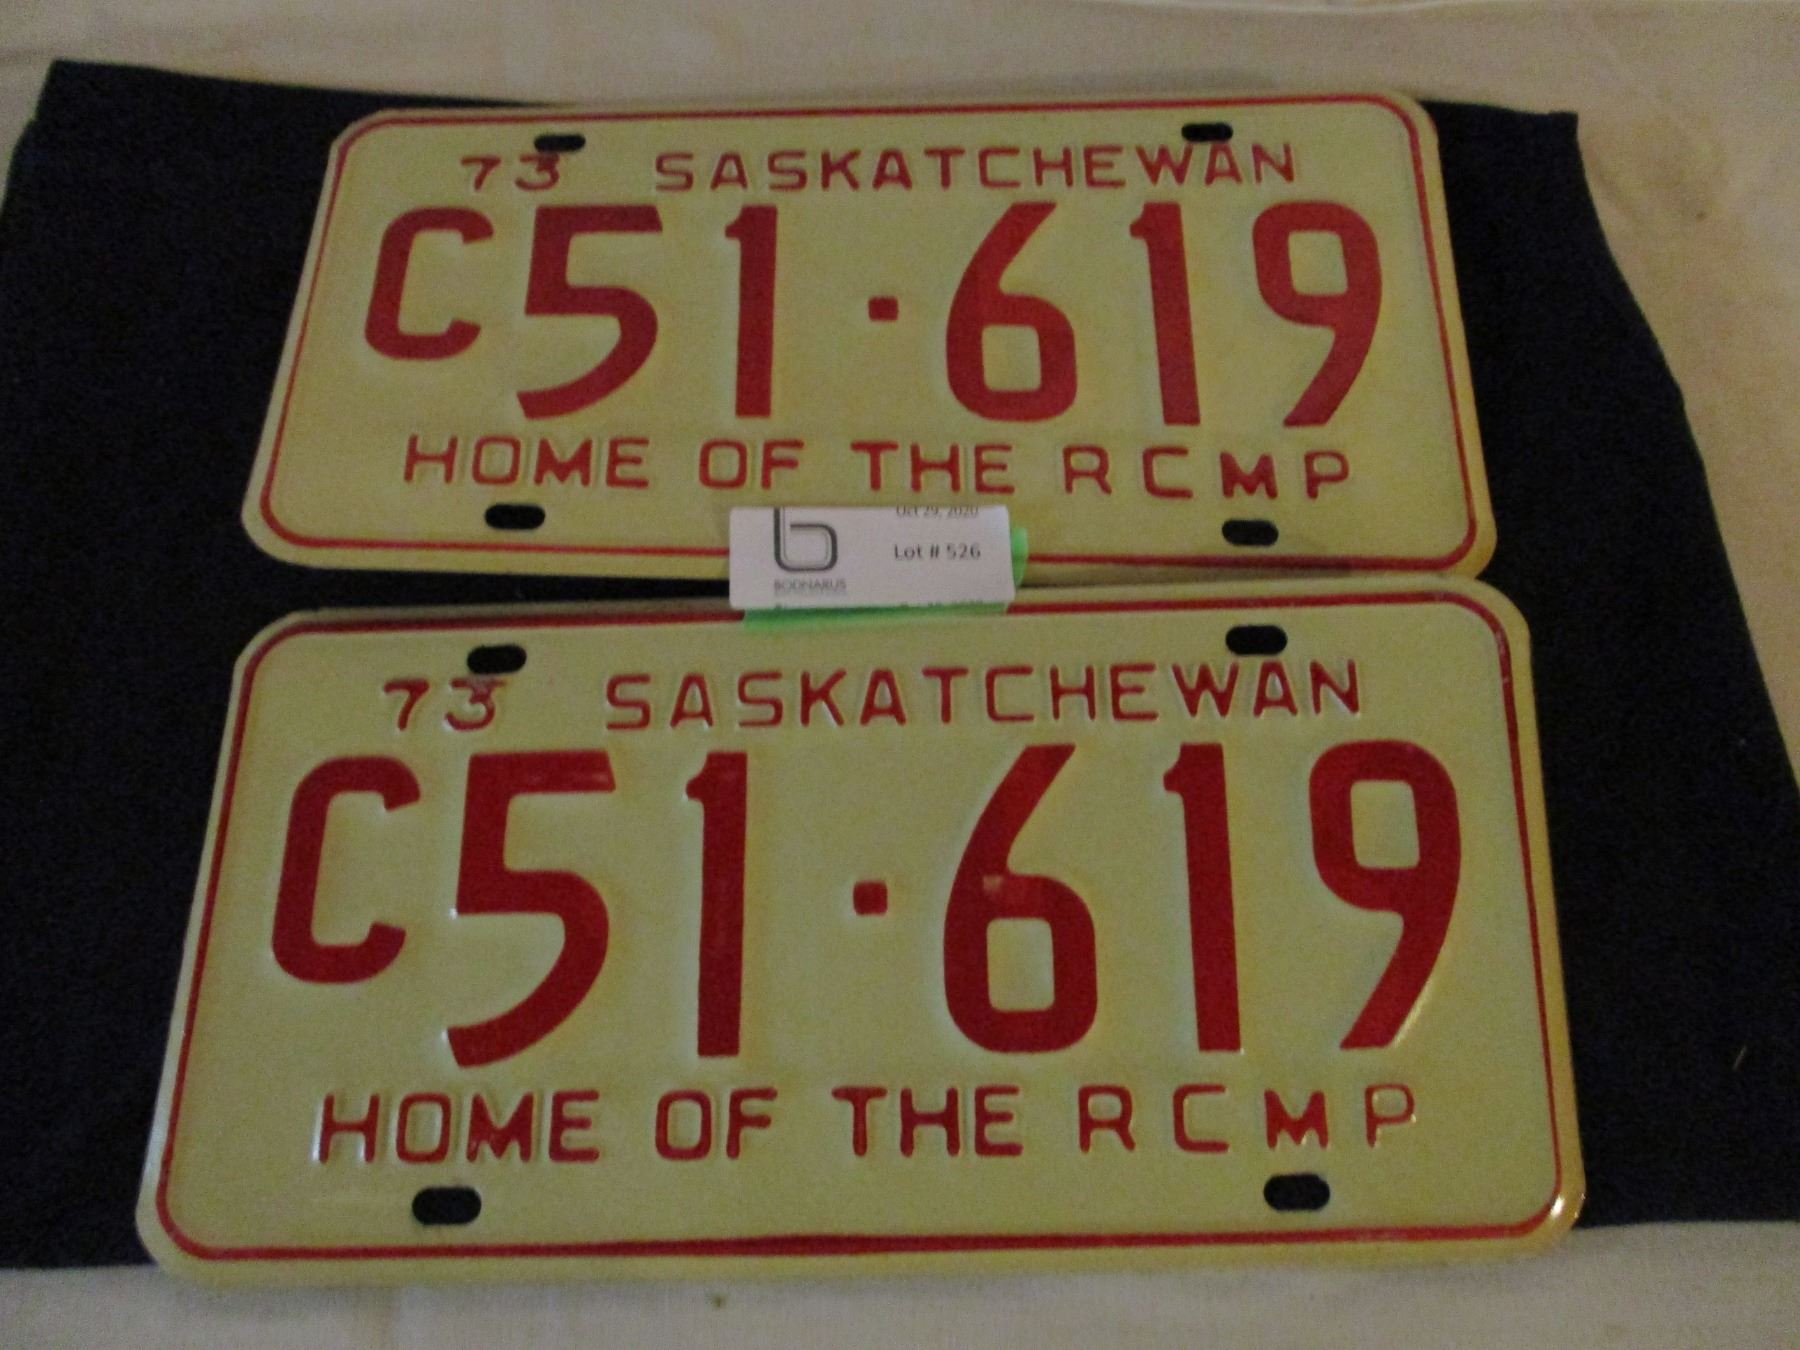 73 SASKATCHEWAN
C51·619
HOME OF THE RCMP
Oct 29, 2020
Lot # 526
BODNARUS
73 SASKATCHEWAN
C51·619
HOME OF THE RCMP